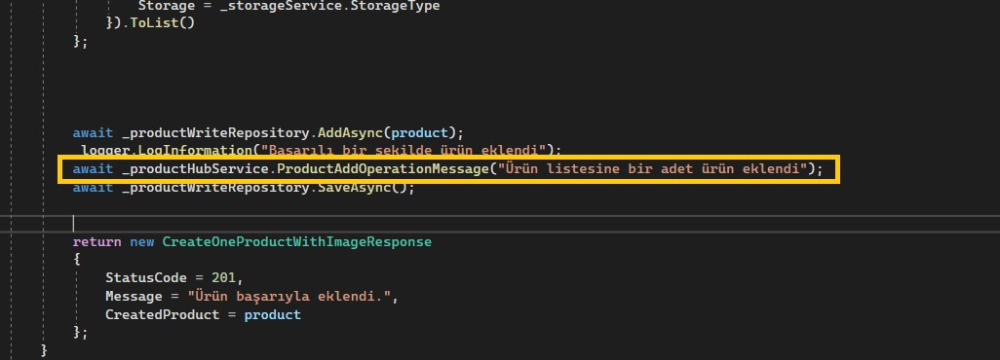 Storage = _storageService.StorageType
}).ToList()
};
await _productWriteRepository.AddAsync(product);
_logger.LogInformation("Başarılı bir şekilde ürün eklendi");
await _productHubService.ProductAddOperationMessage("Ürün listesine bir adet ürün eklendi");
await _productWriteRepository.SaveAsync();
return new CreateOneProductWithImageResponse
{
StatusCode = 201,
Message = "Ürün başarıyla eklendi.",
CreatedProduct = product
};
}